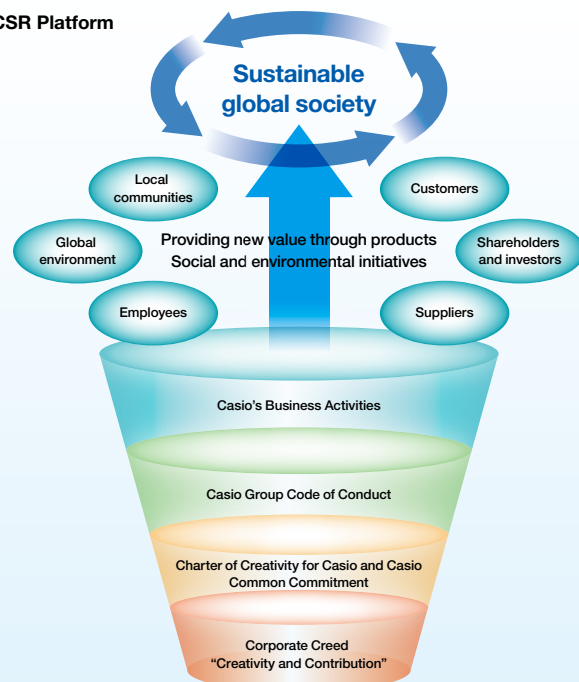 CSR Platform
Sustainable
global society
Local
communities
Customers
Global
environment
Providing new value through products
Social and environmental initiatives
Shareholders
and investors
Employees
Suppliers
Casio's Business Activities
Casio Group Code of Conduct
Charter of Creativity for Casio and Casio
Common Commitment
Corporate Creed
“Creativity and Contribution”